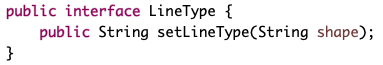 public interface LineType {
    public String setLineType(String shape);
}